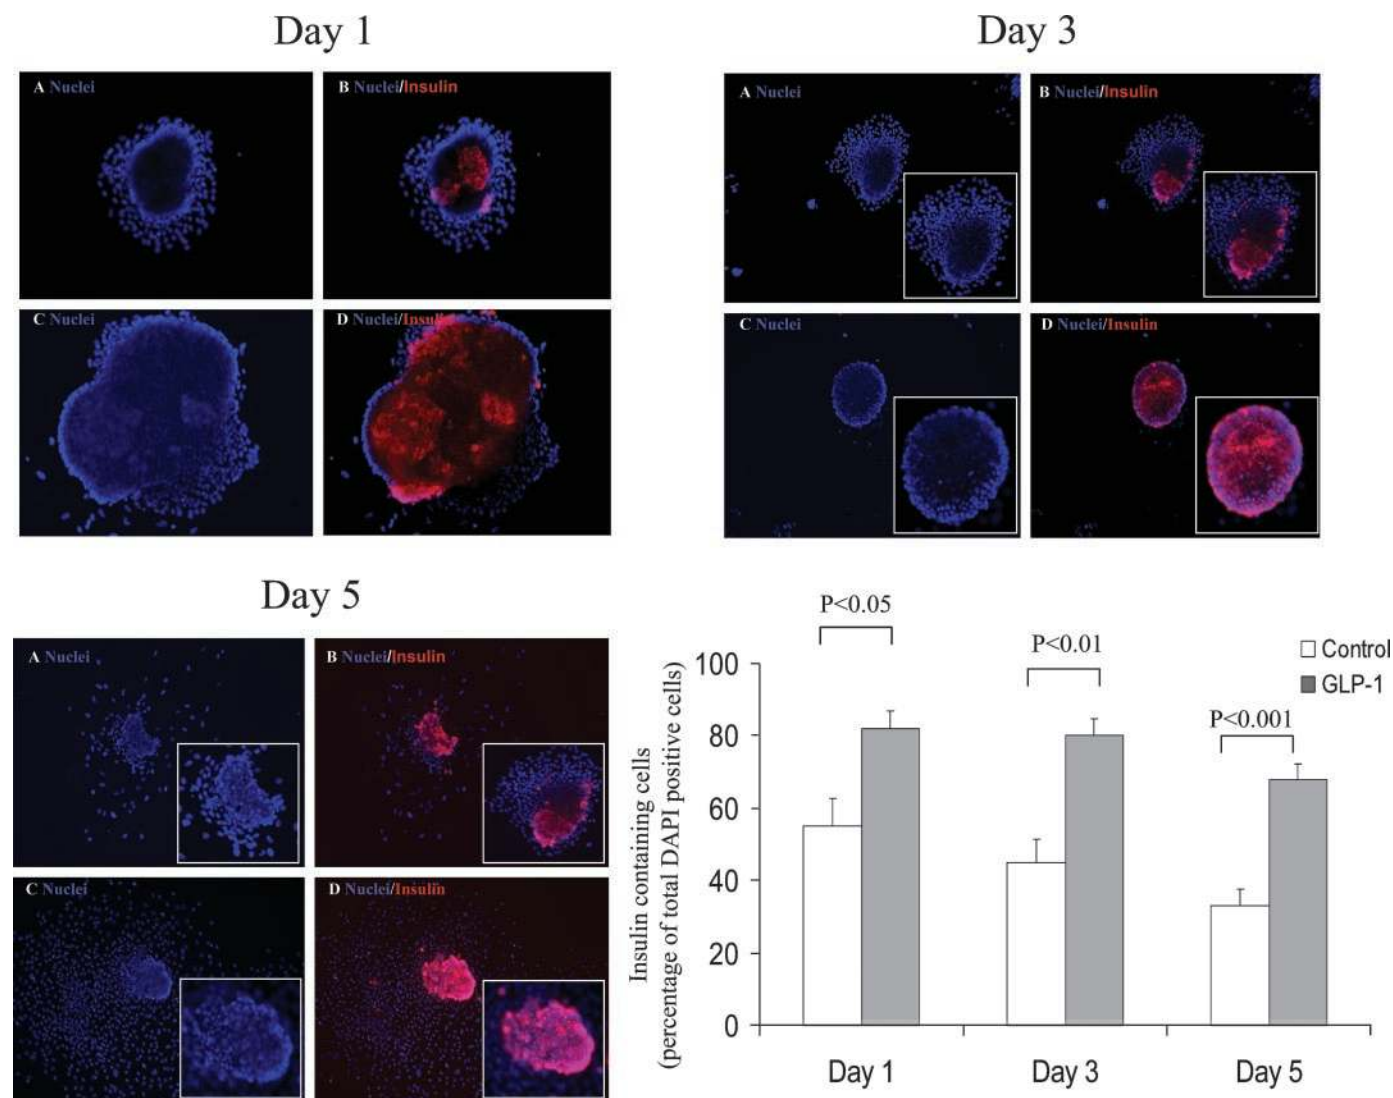 Day 1
A Nuclei
B Nuclei/Insulin
C Nuclei
D Nuclei/Insulin
Day 3
A Nuclei
B Nuclei/Insulin
C Nuclei
D Nuclei/Insulin
Day 5
A Nuclei
B Nuclei/Insulin
C Nuclei
D Nuclei/Insulin
P<0.05
P<0.01
P<0.001
Control
GLP-1
Insulin containing cells
(percentage of total DAPI positive cells)
100
80
60
40
20
0
Day 1
Day 3
Day 5